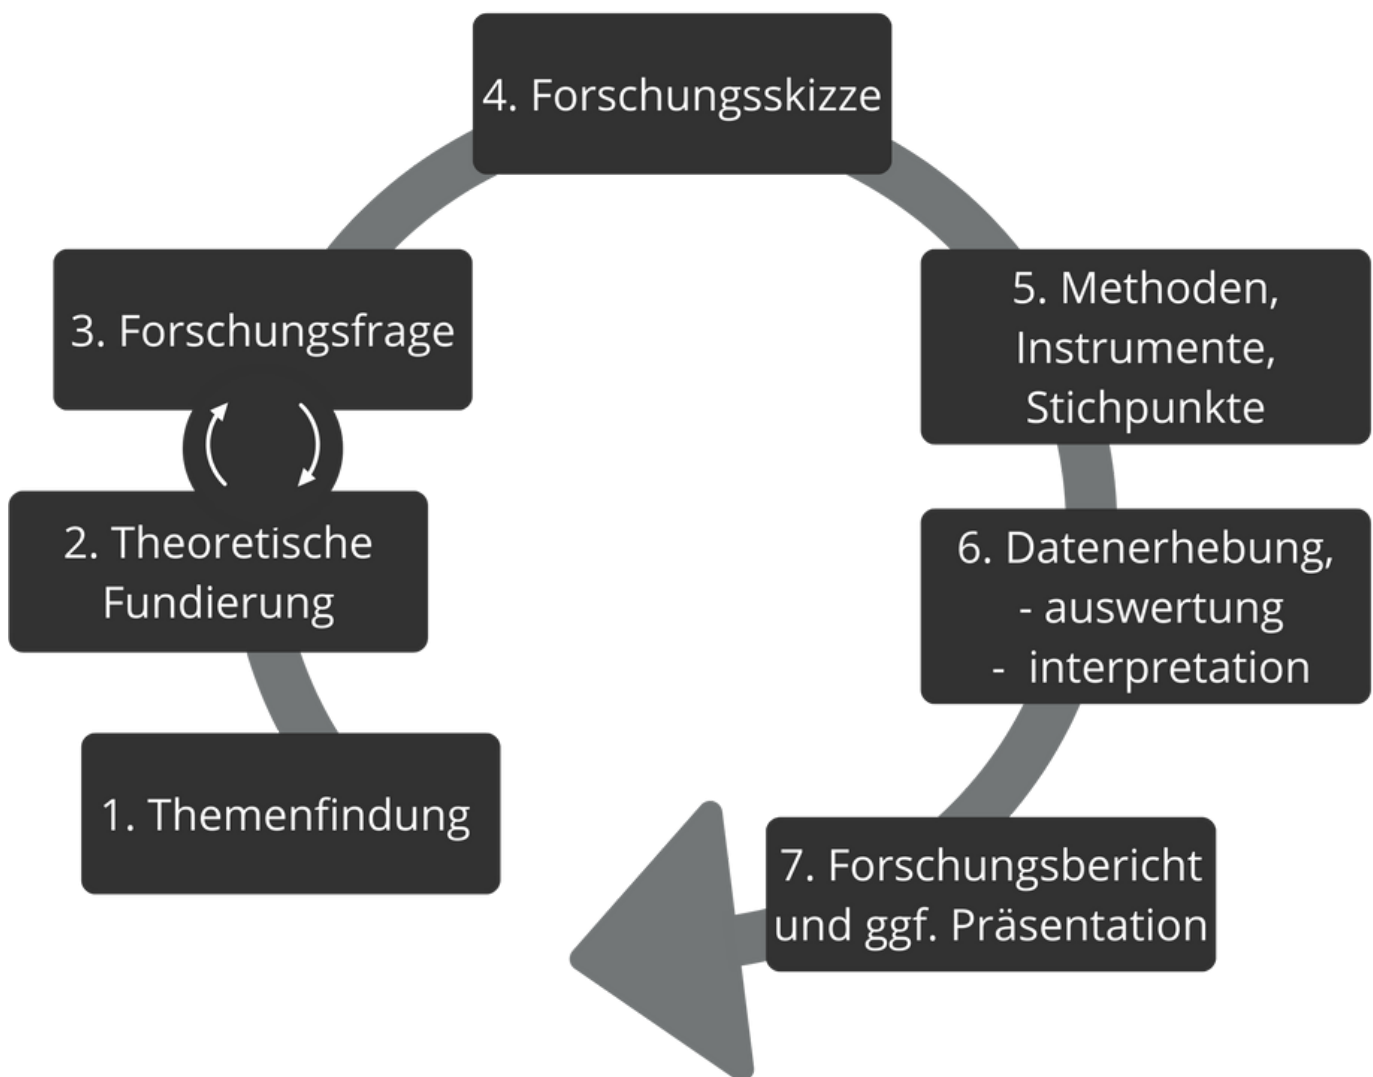 1. Themenfindung
2. Theoretische
Fundierung
3. Forschungsfrage
4. Forschungsskizze
5. Methoden,
Instrumente,
Stichpunkte
6. Datenerhebung,
- auswertung
-  interpretation
7. Forschungsbericht
und ggf. Präsentation